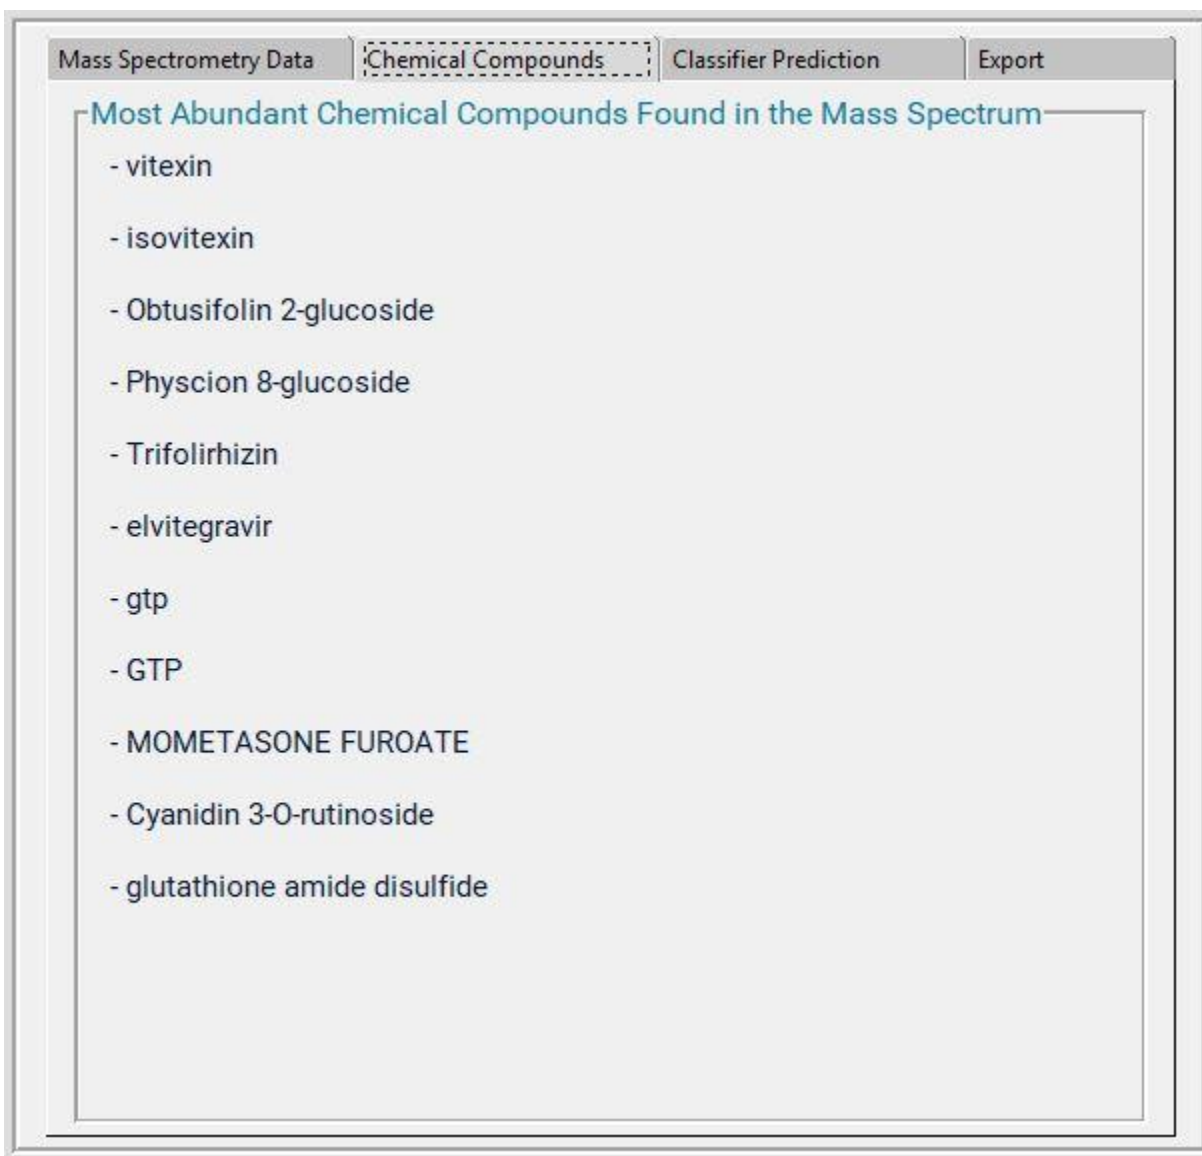 Mass Spectrometry Data Chemical Compounds Classifier Prediction Export
Most Abundant Chemical Compounds Found in the Mass Spectrum
- vitexin
- isovitexin
- Obtusifolin 2-glucoside
- Physcion 8-glucoside
- Trifolirhizin
- elvitegravir
- gtp
- GTP
- MOMETASONE FUROATE
- Cyanidin 3-O-rutinoside
- glutathione amide disulfide